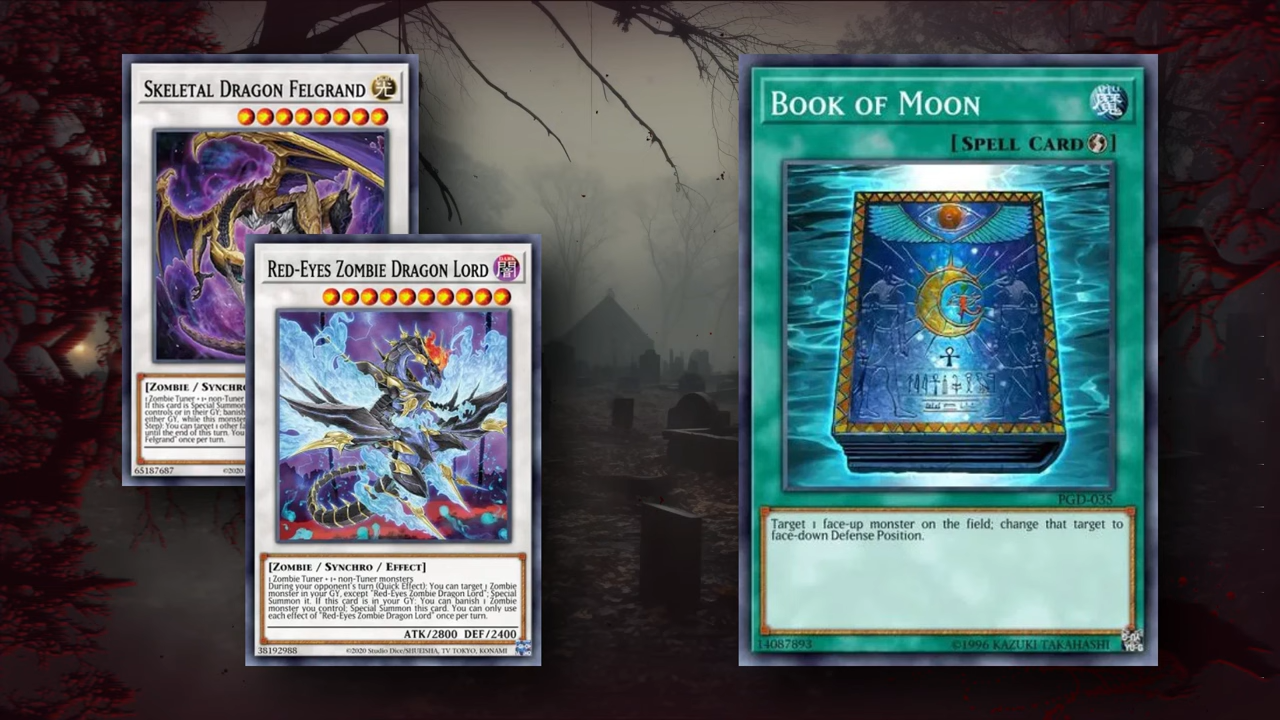 SKELETAL DRAGON FELGRAND
光
[ZOMBIE / SYNCHRO
1 Zombie Tuner + 1+ non-Tuner
If this card is Special Summon
controls or in their GY: banish
either GY, while this monster
Step): You can target 1 other fa
until the end of this turn. You
Felgrand" once per turn.
65187687 ©2020
RED-EYES ZOMBIE DRAGON LORD
DARK
闇
[ZOMBIE / SYNCHRO / EFFECT]
1 Zombie Tuner + 1+ non-Tuner monsters
During your opponent's turn (Quick Effect): You can target 1 Zombie
monster in your GY, except "Red-Eyes Zombie Dragon Lord"; Special
Summon it. If this card is in your GY: You can banish 1 Zombie
monster you control; Special Summon this card. You can only use
each effect of "Red-Eyes Zombie Dragon Lord" once per turn.
ATK/2800 DEF/2400
38192988 ©2020 Studio Dice/SHUEISHA, TV TOKYO, KONAMI
BOOK OF MOON
魔
[SPELL CARD]
PGD-035
Target 1 face-up monster on the field; change that target to
face-down Defense Position.
14087893 ©1996 KAZUKI TAKAHASHI